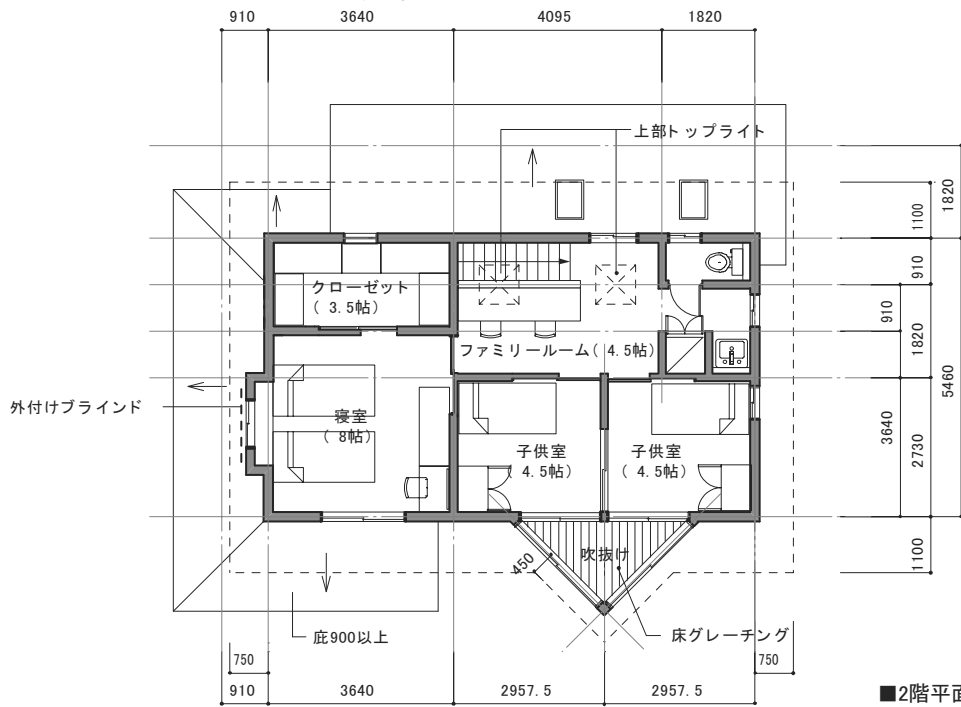 910 3640 4095 1820
上部トップライト
1820
1100
910
クローゼット
( 3.5帖)
910
1820
ファミリールーム( 4.5帖)
5460
外付けブラインド
寝室
( 8帖)
子供室
( 4.5帖)
子供室
( 4.5帖)
3640
2730
吹抜け
450
1100
庇900以上
床グレーチング
750 750
910 3640 2957.5 2957.5
■2階平面